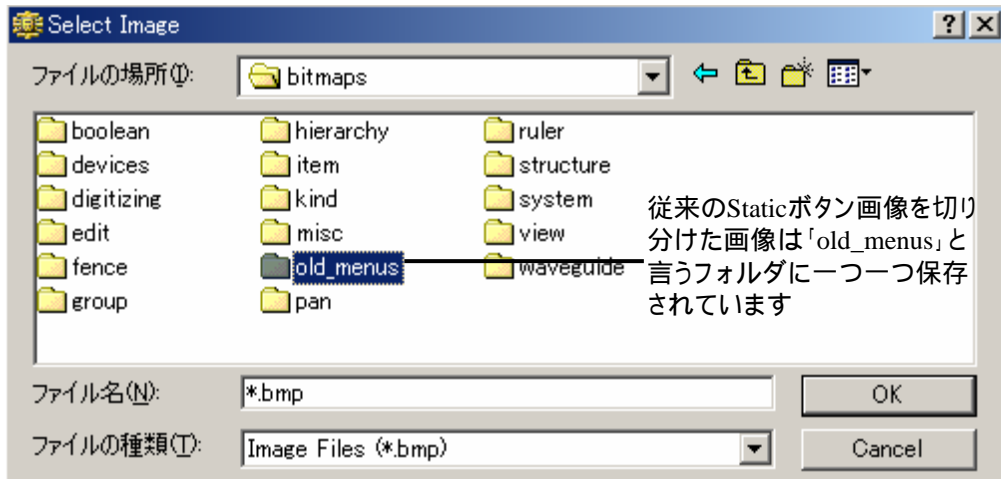 Select Image
ファイルの場所(I):
bitmaps
boolean
devices
digitizing
edit
fence
group
hierarchy
item
kind
misc
old_menus
pan
ruler
structure
system
view
waveguide
従来のStaticボタン画像を切り
分けた画像は「old_menus」と
言うフォルダに一つ一つ保存
されています
ファイル名(N):
*.bmp
OK
ファイルの種類(T):
Image Files (*.bmp)
Cancel